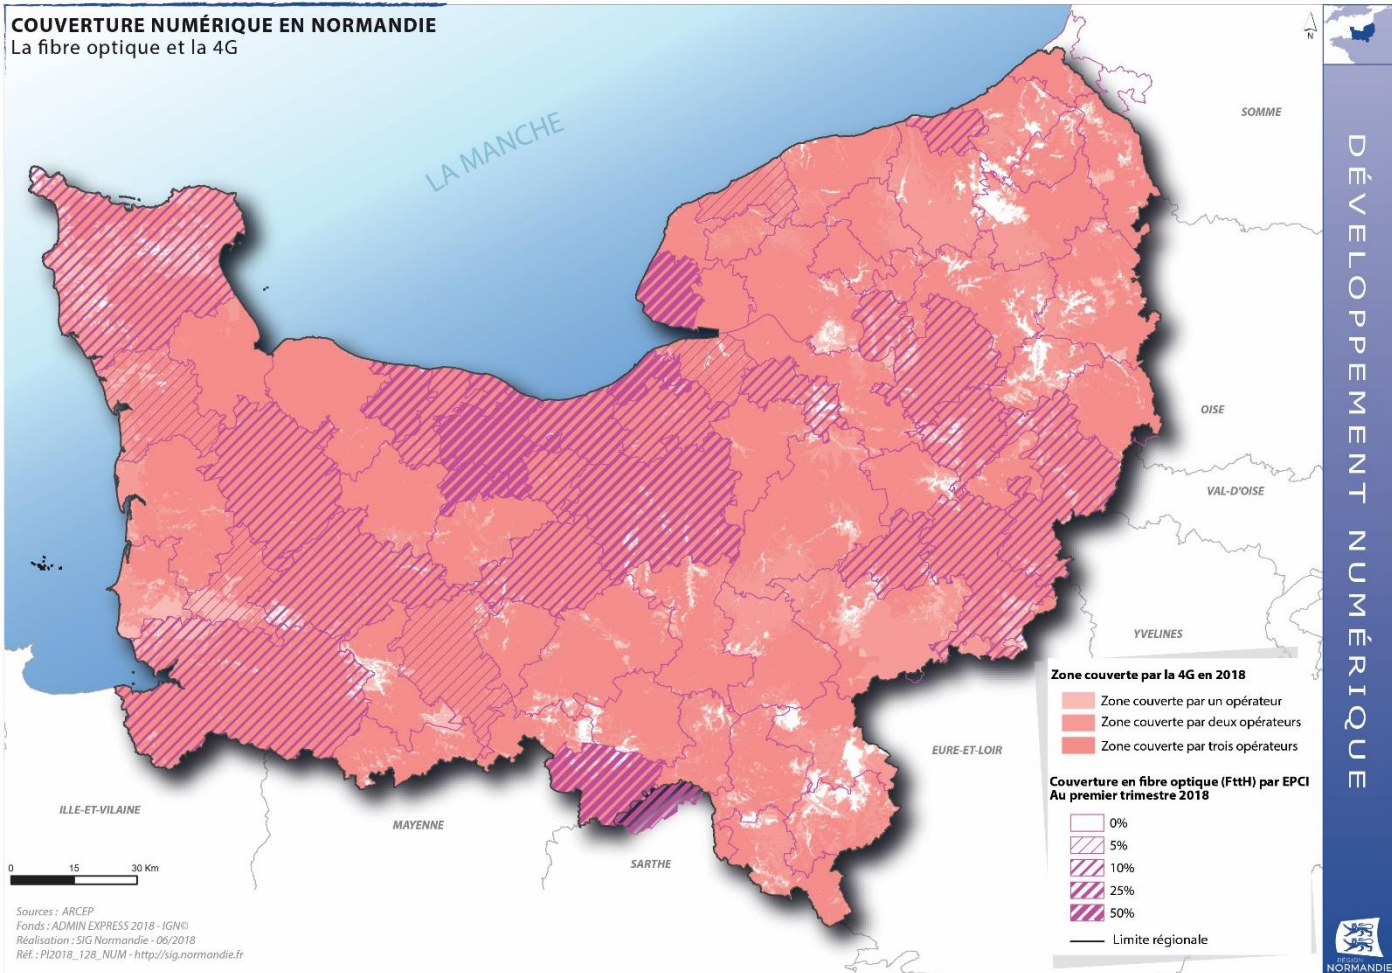 COUVERTURE NUMÉRIQUE EN NORMANDIE
La fibre optique et la 4G
N
LA MANCHE
SOMME
OISE
VAL-D'OISE
YVELINES
EURE-ET-LOIR
ILLE-ET-VILAINE
MAYENNE
SARTHE
Zone couverte par la 4G en 2018
Zone couverte par un opérateur
Zone couverte par deux opérateurs
Zone couverte par trois opérateurs
Couverture en fibre optique (FttH) par EPCI
Au premier trimestre 2018
0%
5%
10%
25%
50%
Limite régionale
0 15 30 Km
Sources : ARCEP
Fonds : ADMIN EXPRESS 2018 - IGN©
Réalisation : SIG Normandie - 06/2018
Réf. : PI2018_128_NUM - http://sig.normandie.fr
DÉVELOPPEMENT NUMÉRIQUE
RÉGION
NORMANDIE